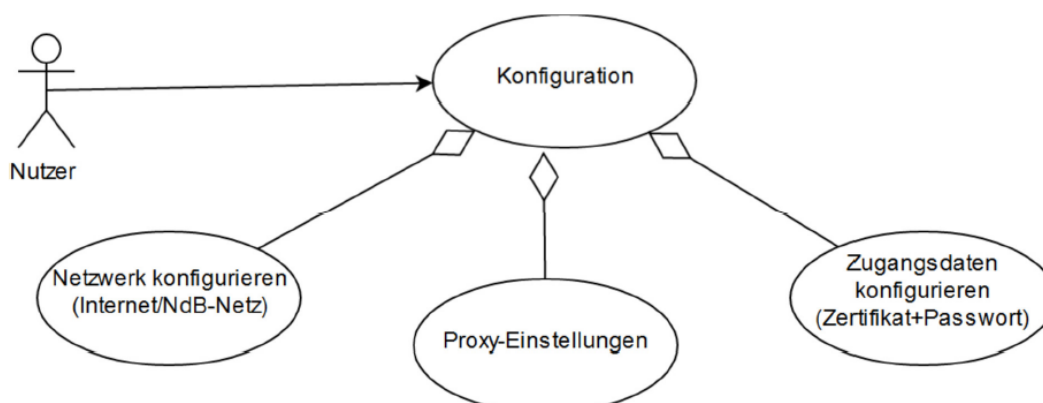 Konfiguration
Nutzer
Netzwerk konfigurieren
(Internet/NdB-Netz)
Proxy-Einstellungen
Zugangsdaten
konfigurieren
(Zertifikat+Passwort)